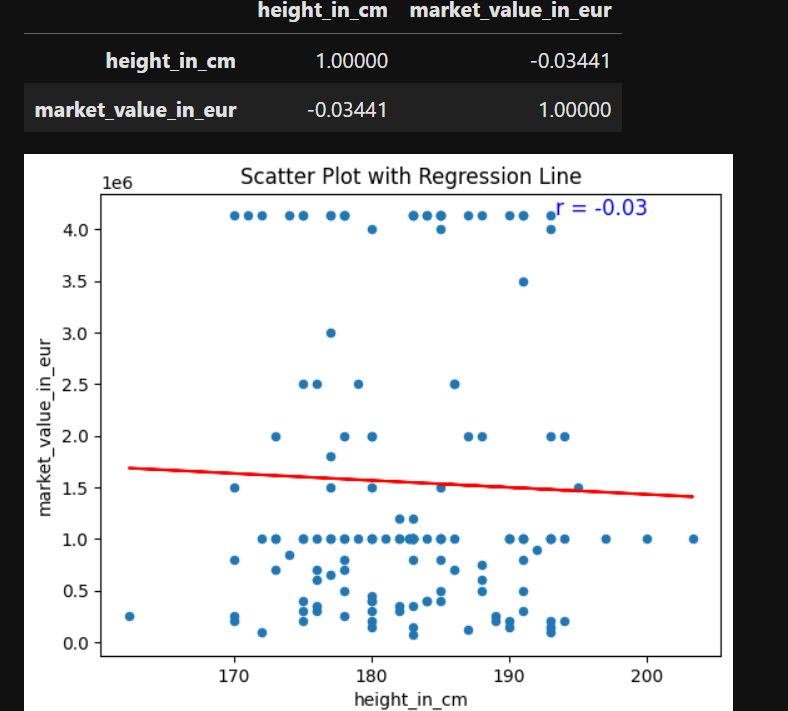 height_in_cm market_value_in_eur
height_in_cm 1.00000 -0.03441
market_value_in_eur -0.03441 1.00000
Scatter Plot with Regression Line
1e6
r = -0.03
4.0
3.5
3.0
2.5
2.0
1.5
1.0
0.5
0.0
market_value_in_eur
170 180 190 200
height_in_cm